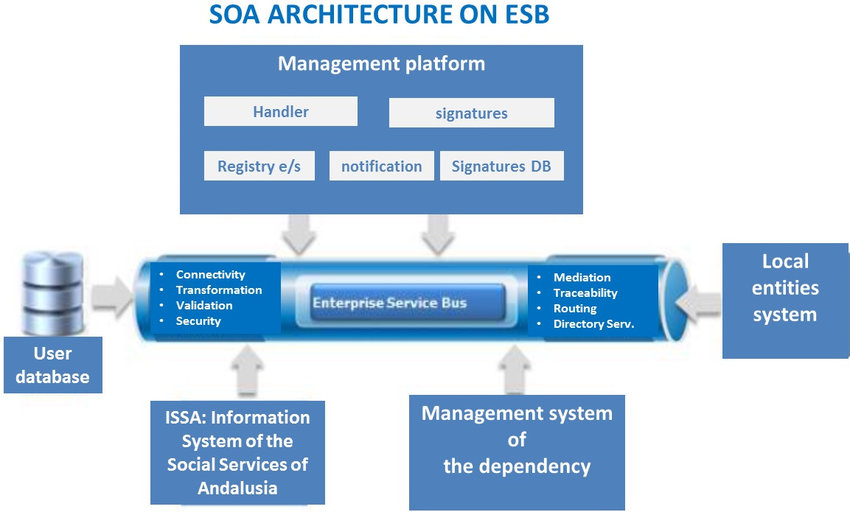 SOA ARCHITECTURE ON ESB
Management platform
Handler
signatures
Registry e/s
notification
Signatures DB
• Connectivity
• Transformation
• Validation
• Security
Enterprise Service Bus
• Mediation
• Traceability
• Routing
• Directory Serv.
Local
entities
system
User
database
ISSA: Information
System of the
Social Services of
Andalusia
Management system
of
the dependency